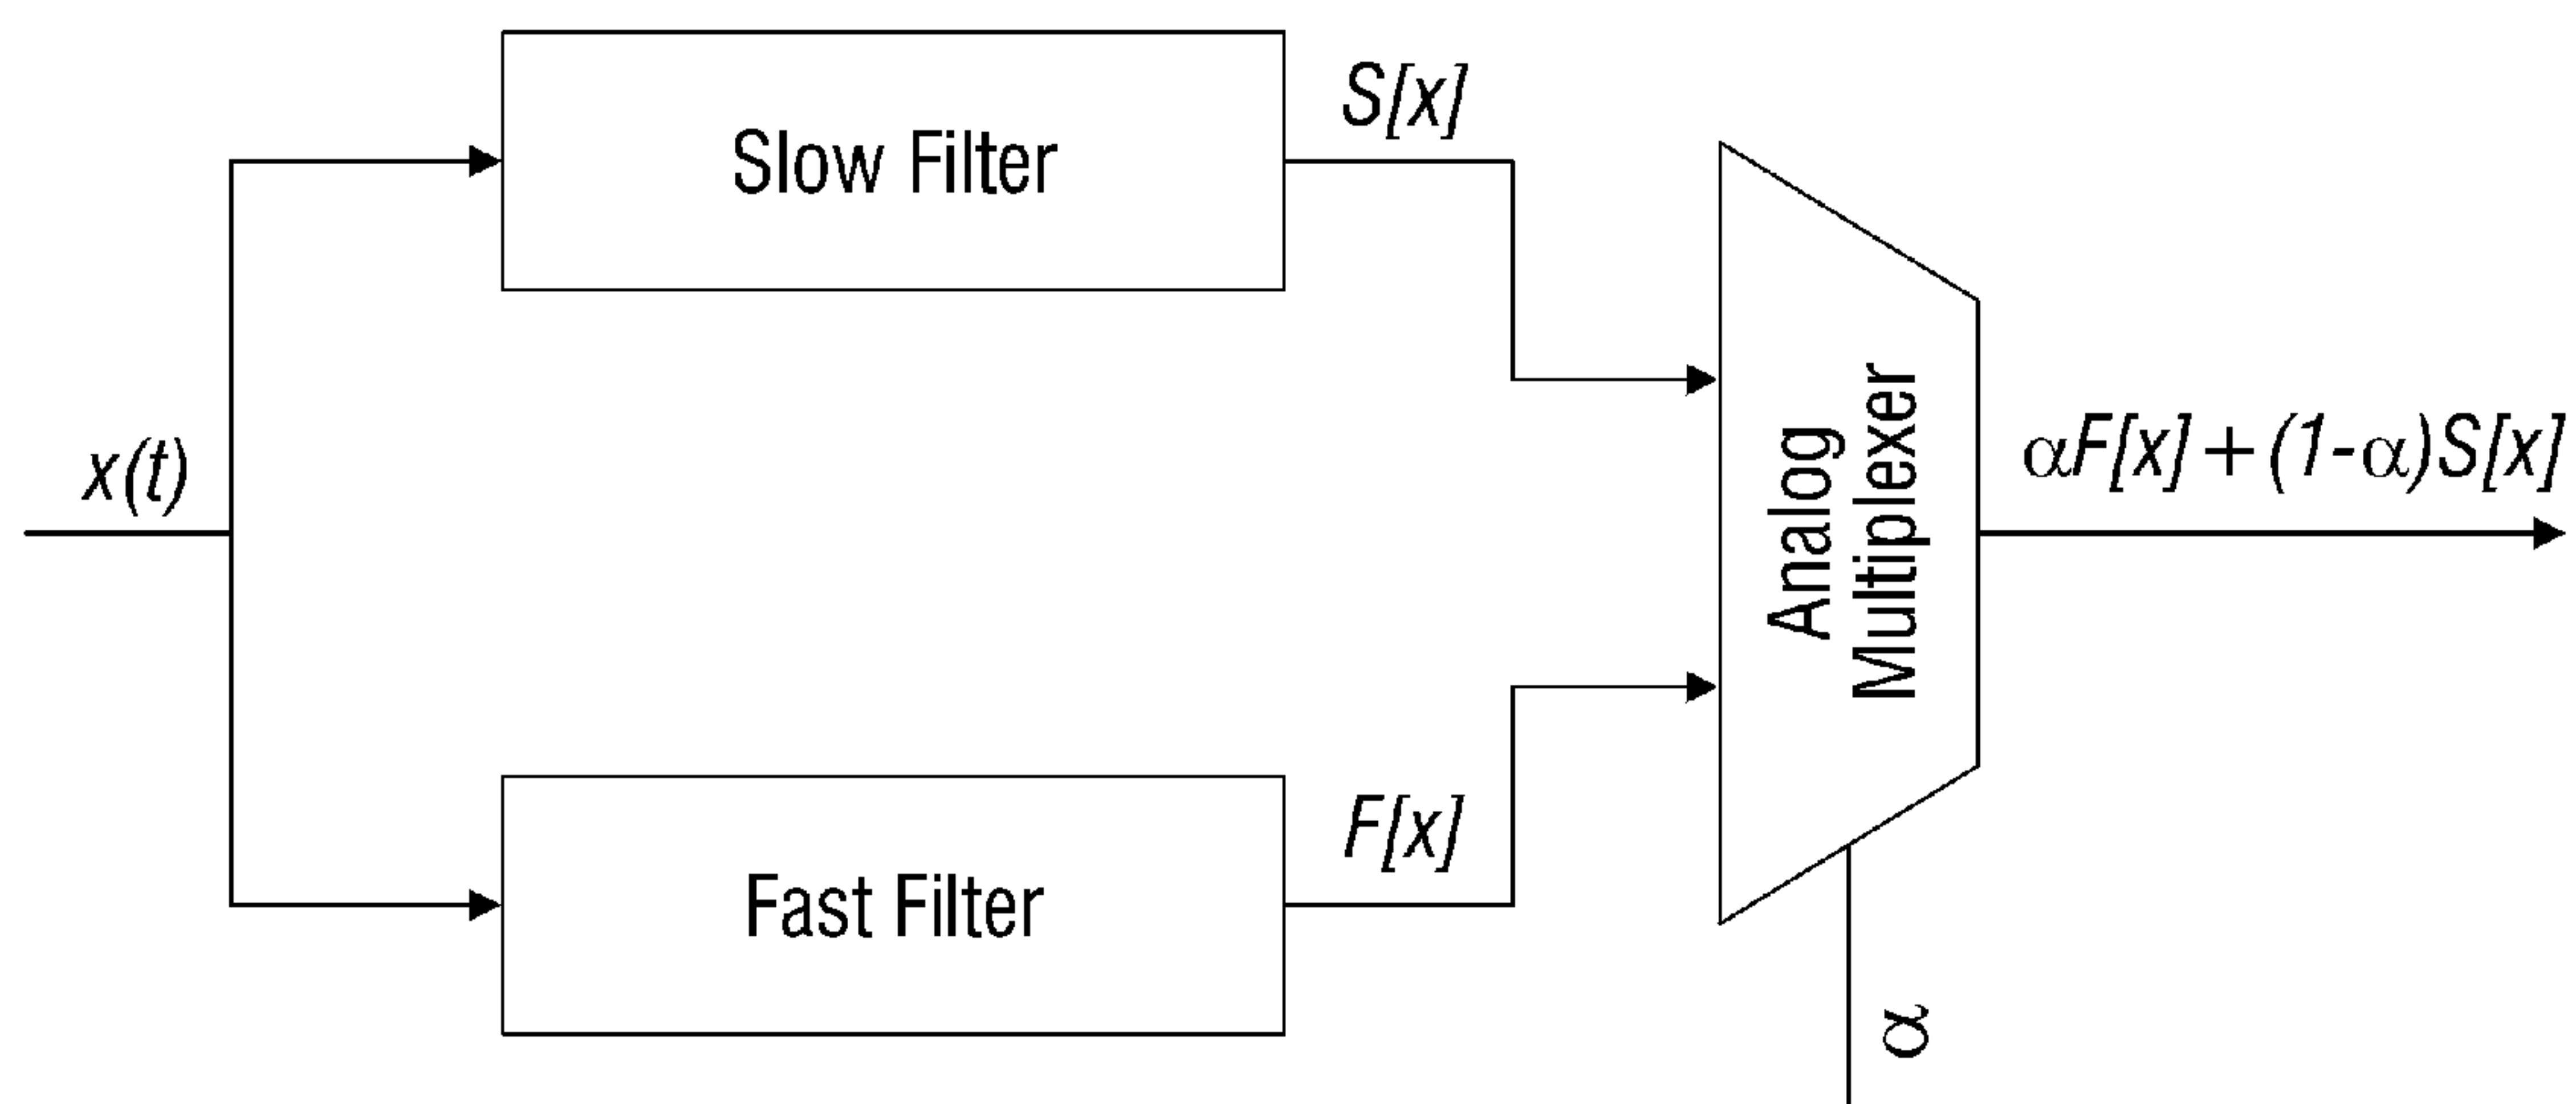 S[x]
Slow Filter
x(t)
Analog
Multiplexer
αF[x] + (1-α)S[x]
F[x]
Fast Filter
α